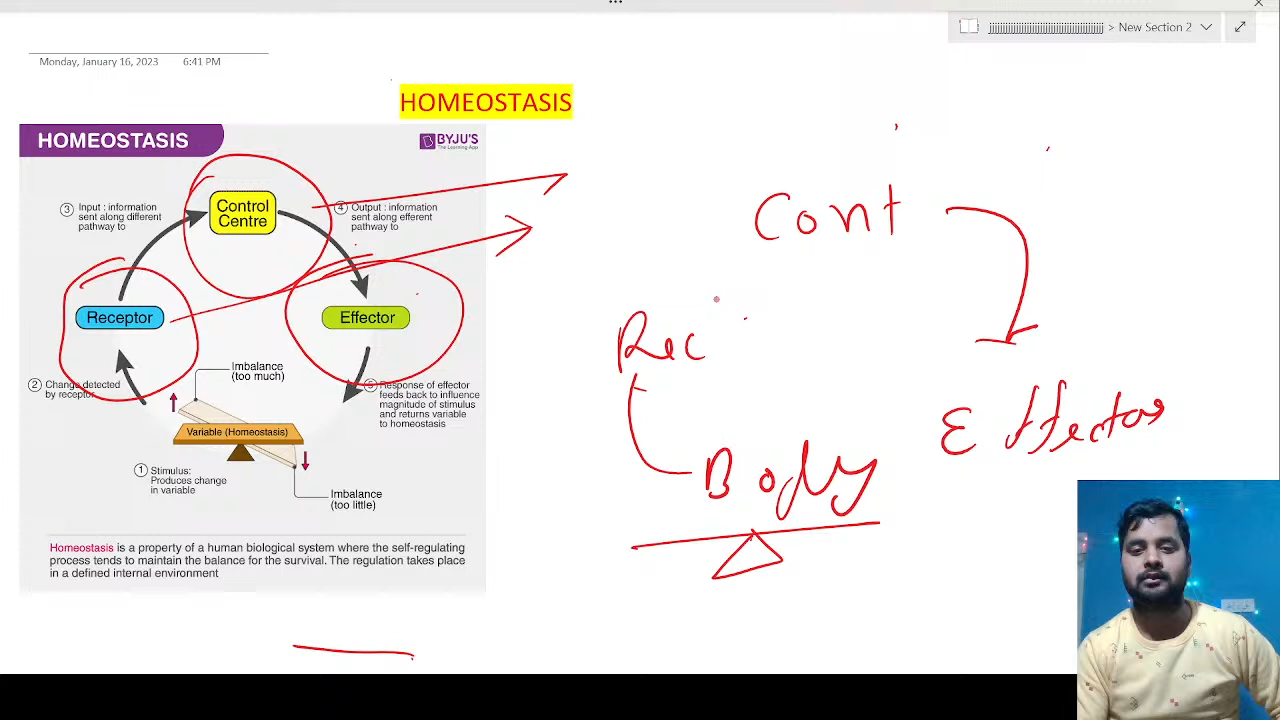 New Section 2
Monday, January 16, 2023 6:41 PM
HOMEOSTASIS
HOMEOSTASIS
BYJU'S
The Learning App
3 Input : information
sent along different
pathway to
Control
Centre
4 Output : information
sent along efferent
pathway to
Receptor
Effector
2 Change detected
by receptor
Imbalance
(too much)
5 Response of effector
feeds back to influence
magnitude of stimulus
and returns variable
to homeostasis
Variable (Homeostasis)
1 Stimulus:
Produces change
in variable
Imbalance
(too little)
Homeostasis is a property of a human biological system where the self-regulating
process tends to maintain the balance for the survival. The regulation takes place
in a defined internal environment
Cont
Rec
Effector
Body